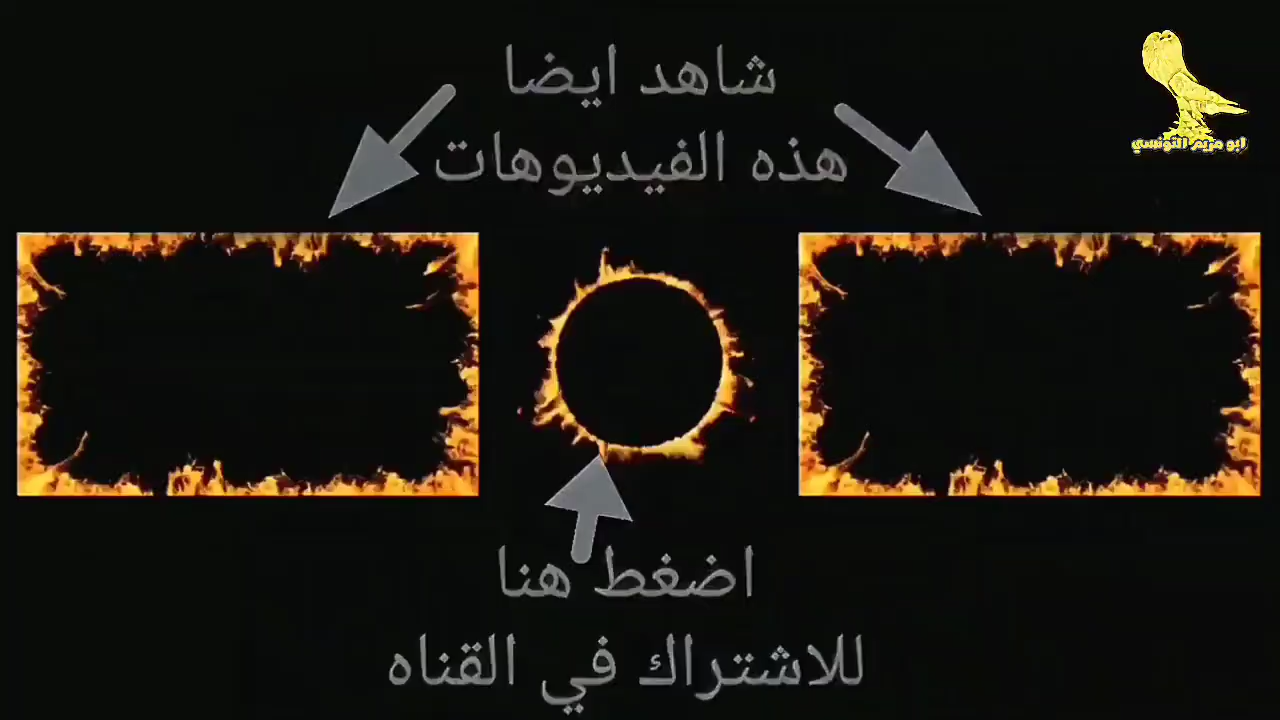 شاهد ايضا
هذه الفيديوهات
ابو مريم التونسي
اضغط هنا
للاشتراك في القناه